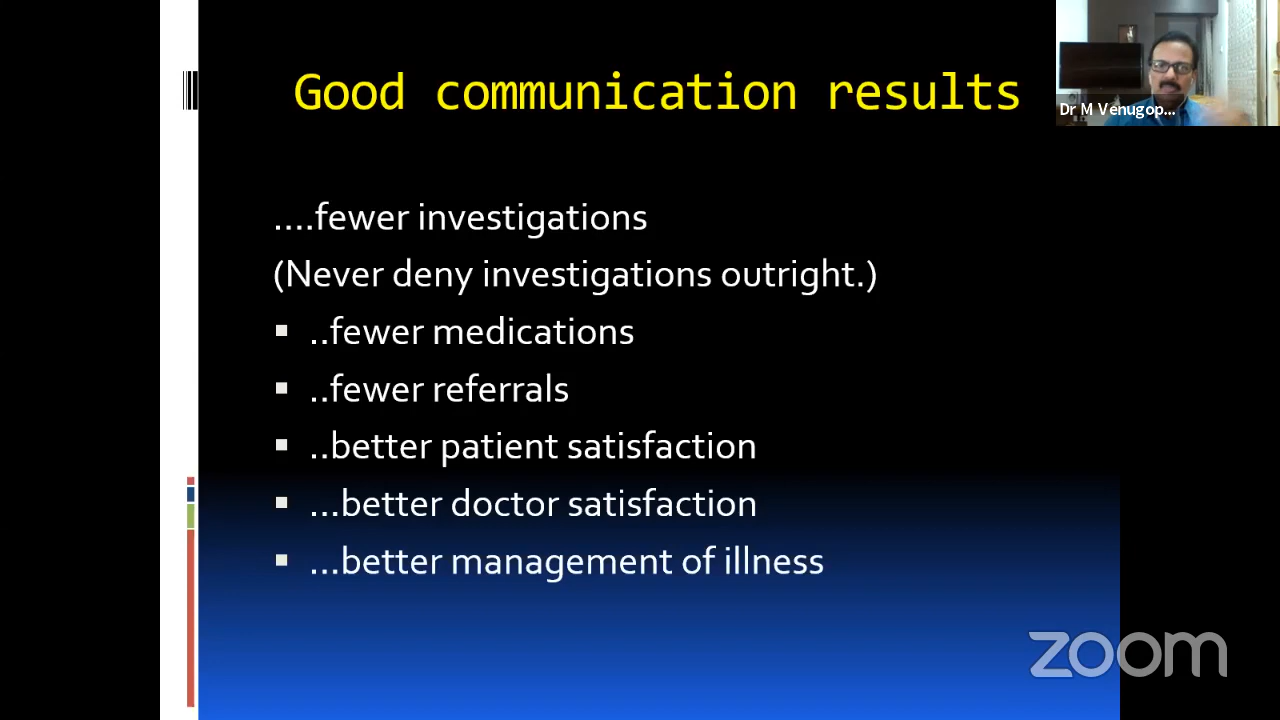 Good communication results
Dr M Venugop...
....fewer investigations
(Never deny investigations outright.)
▪ ..fewer medications
▪ ..fewer referrals
▪ ..better patient satisfaction
▪ ...better doctor satisfaction
▪ ...better management of illness
zoom